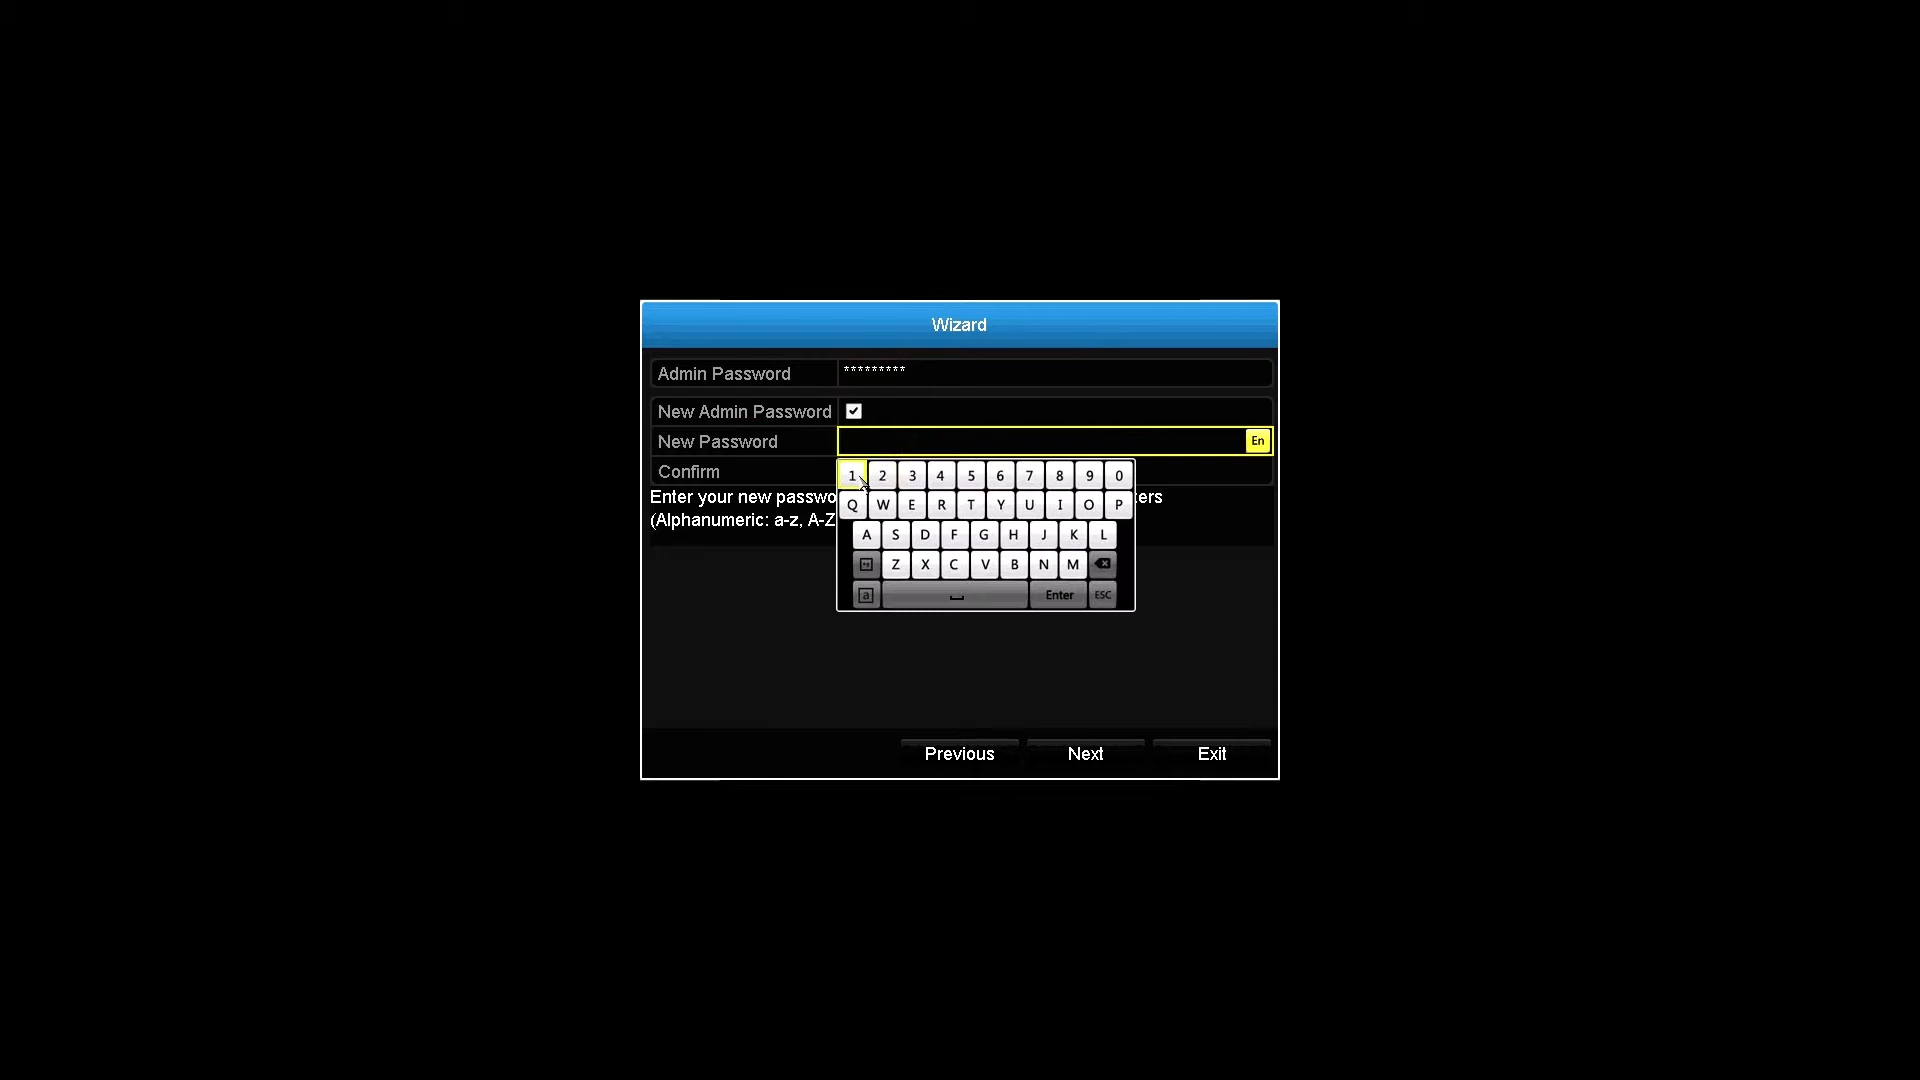 Wizard
Admin Password *********
New Admin Password
New Password En
Confirm
1 2 3 4 5 6 7 8 9 0
Enter your new passwo ters
Q W E R T Y U I O P
(Alphanumeric: a-z, A-Z
A S D F G H J K L
Z X C V B N M
a Enter ESC
Previous Next Exit